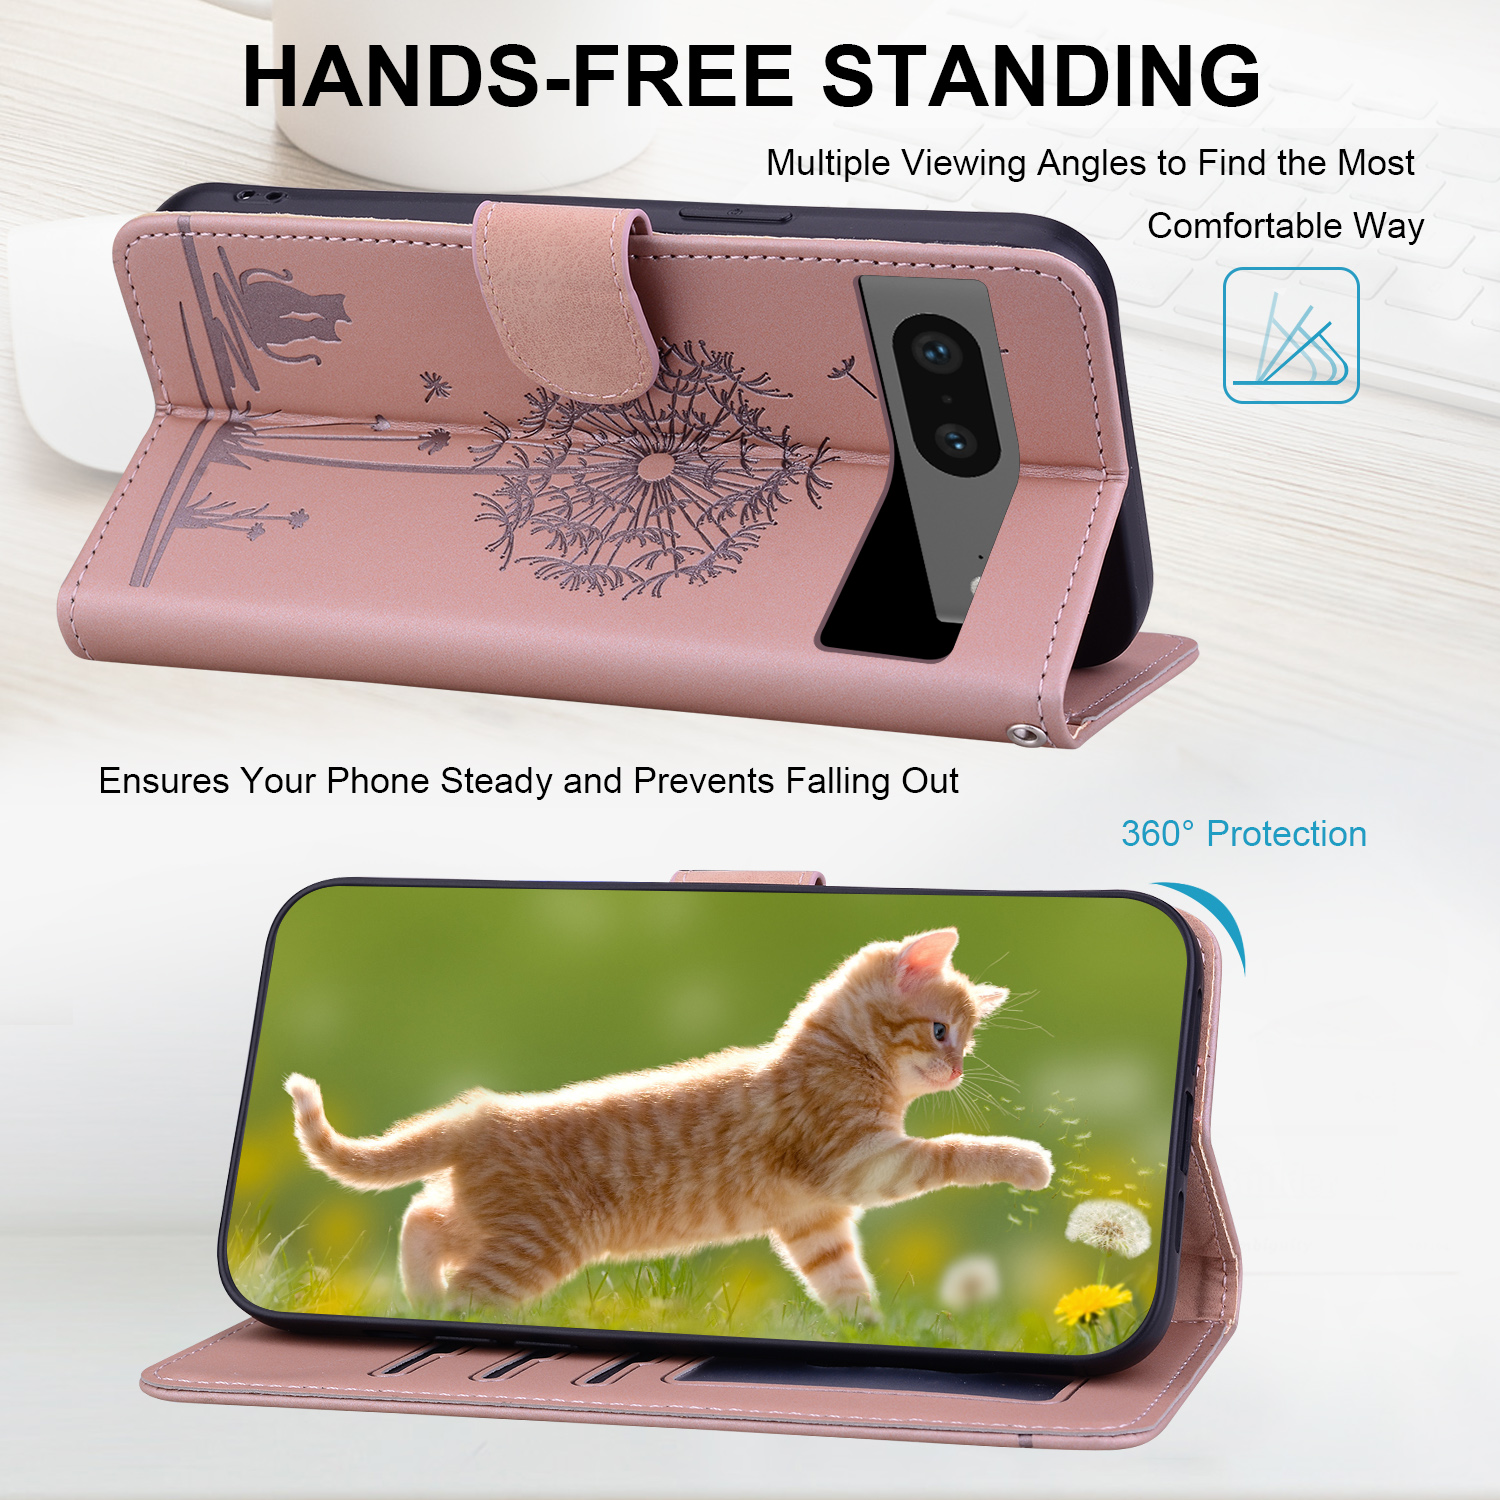 HANDS-FREE STANDING
Multiple Viewing Angles to Find the Most
Comfortable Way
Ensures Your Phone Steady and Prevents Falling Out
360° Protection